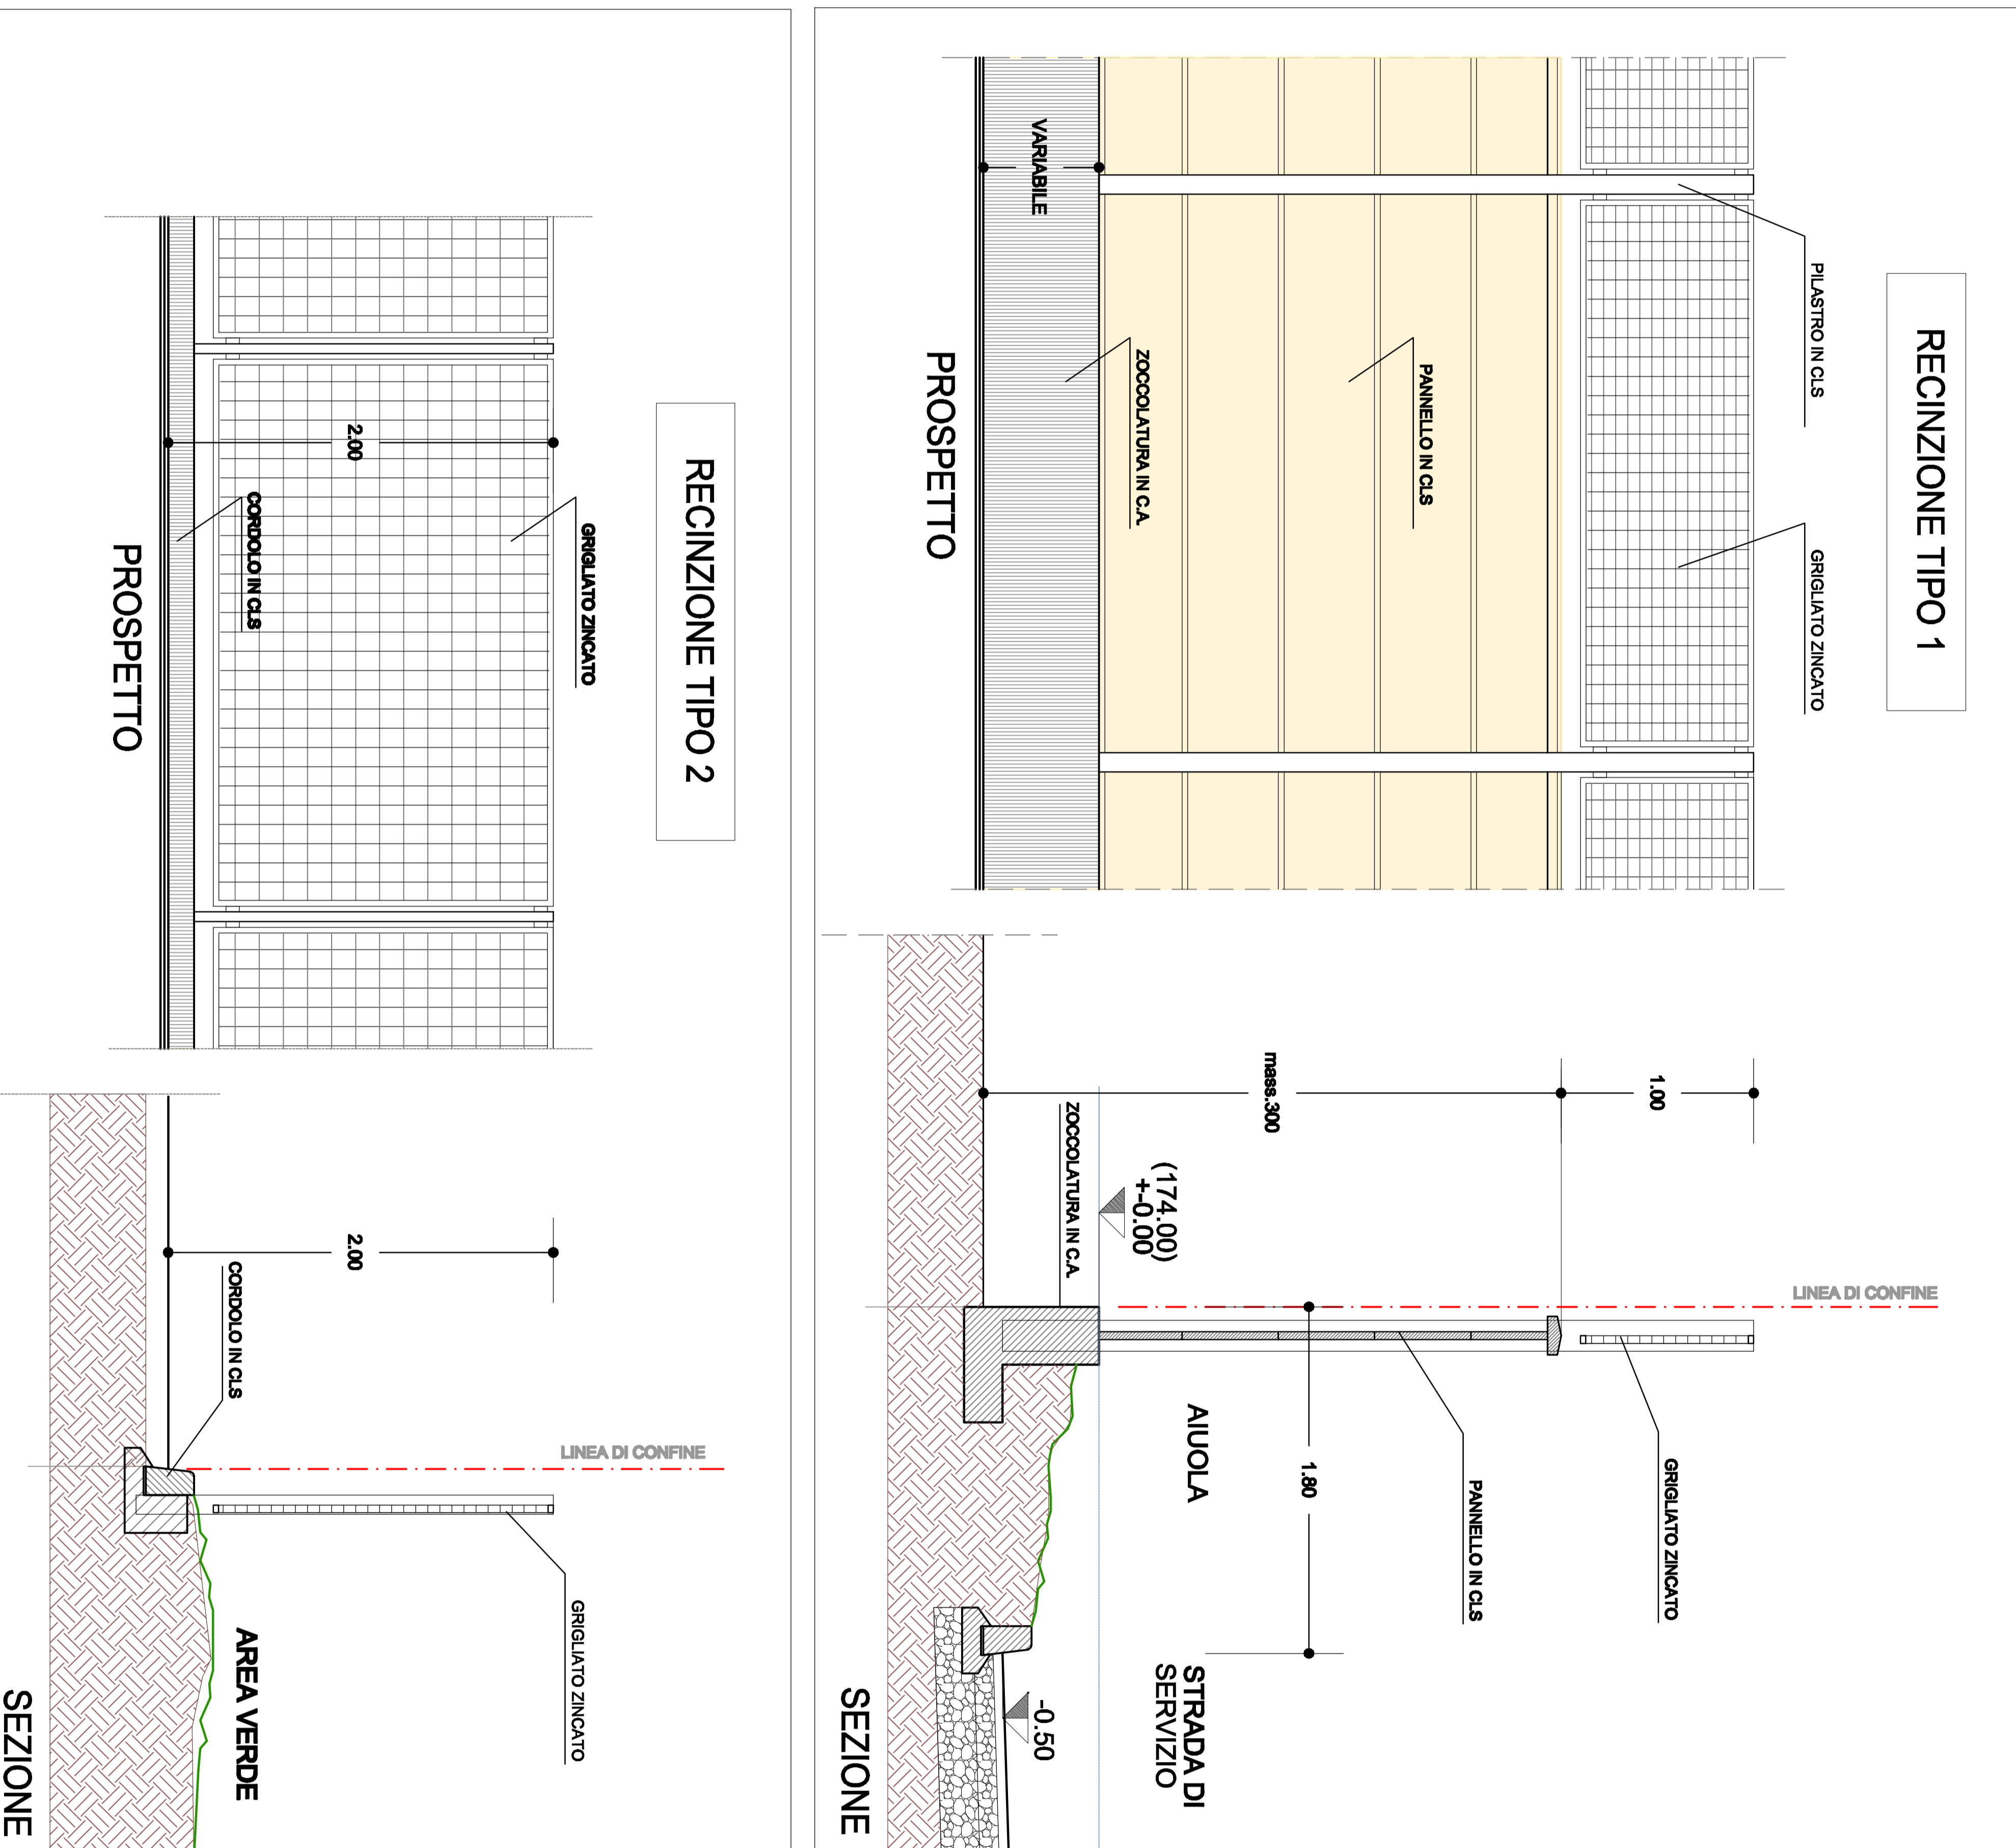 RECINZIONE TIPO 1
PILASTRO IN CLS
GRIGLIATO ZINCATO
PANNELLO IN CLS
ZOCCOLATURA IN C.A.
VARIABILE
PROSPETTO
LINEA DI CONFINE
1.00
mass.300
GRIGLIATO ZINCATO
PANNELLO IN CLS
1.80
AIUOLA
STRADA DI
SERVIZIO
(174.00)
+-0.00
ZOCCOLATURA IN C.A.
-0.50
SEZIONE
RECINZIONE TIPO 2
GRIGLIATO ZINCATO
2.00
CORDOLO IN CLS
PROSPETTO
LINEA DI CONFINE
2.00
GRIGLIATO ZINCATO
CORDOLO IN CLS
AREA VERDE
SEZIONE